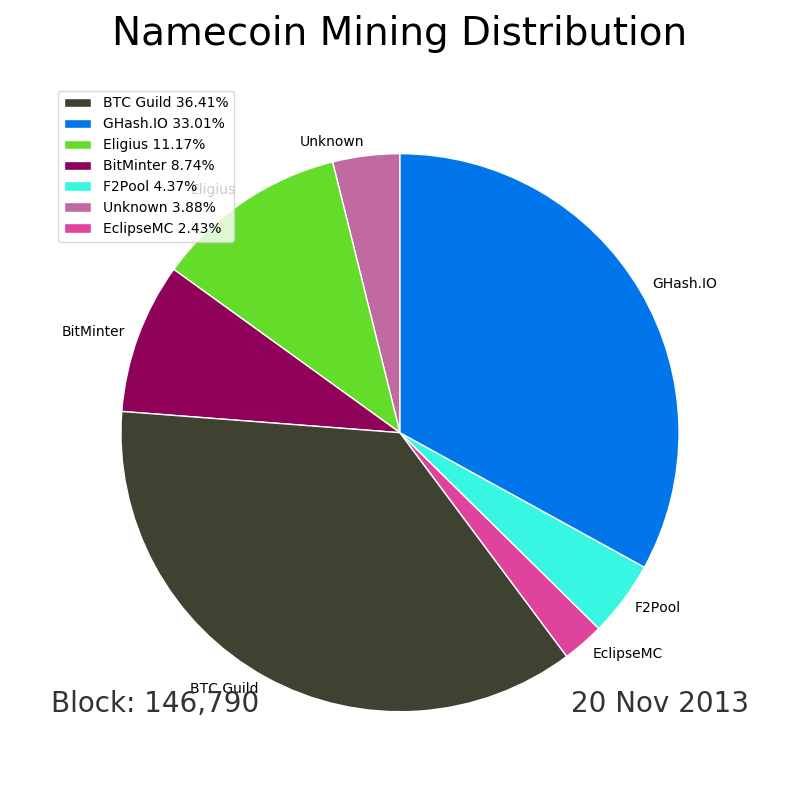 Namecoin Mining Distribution
BTC Guild 36.41%
GHash.IO 33.01%
Eligius 11.17%
BitMinter 8.74%
F2Pool 4.37%
Unknown 3.88%
EclipseMC 2.43%
Unknown
Eligius
GHash.IO
BitMinter
F2Pool
EclipseMC
BTC Guild
Block: 146,790
20 Nov 2013